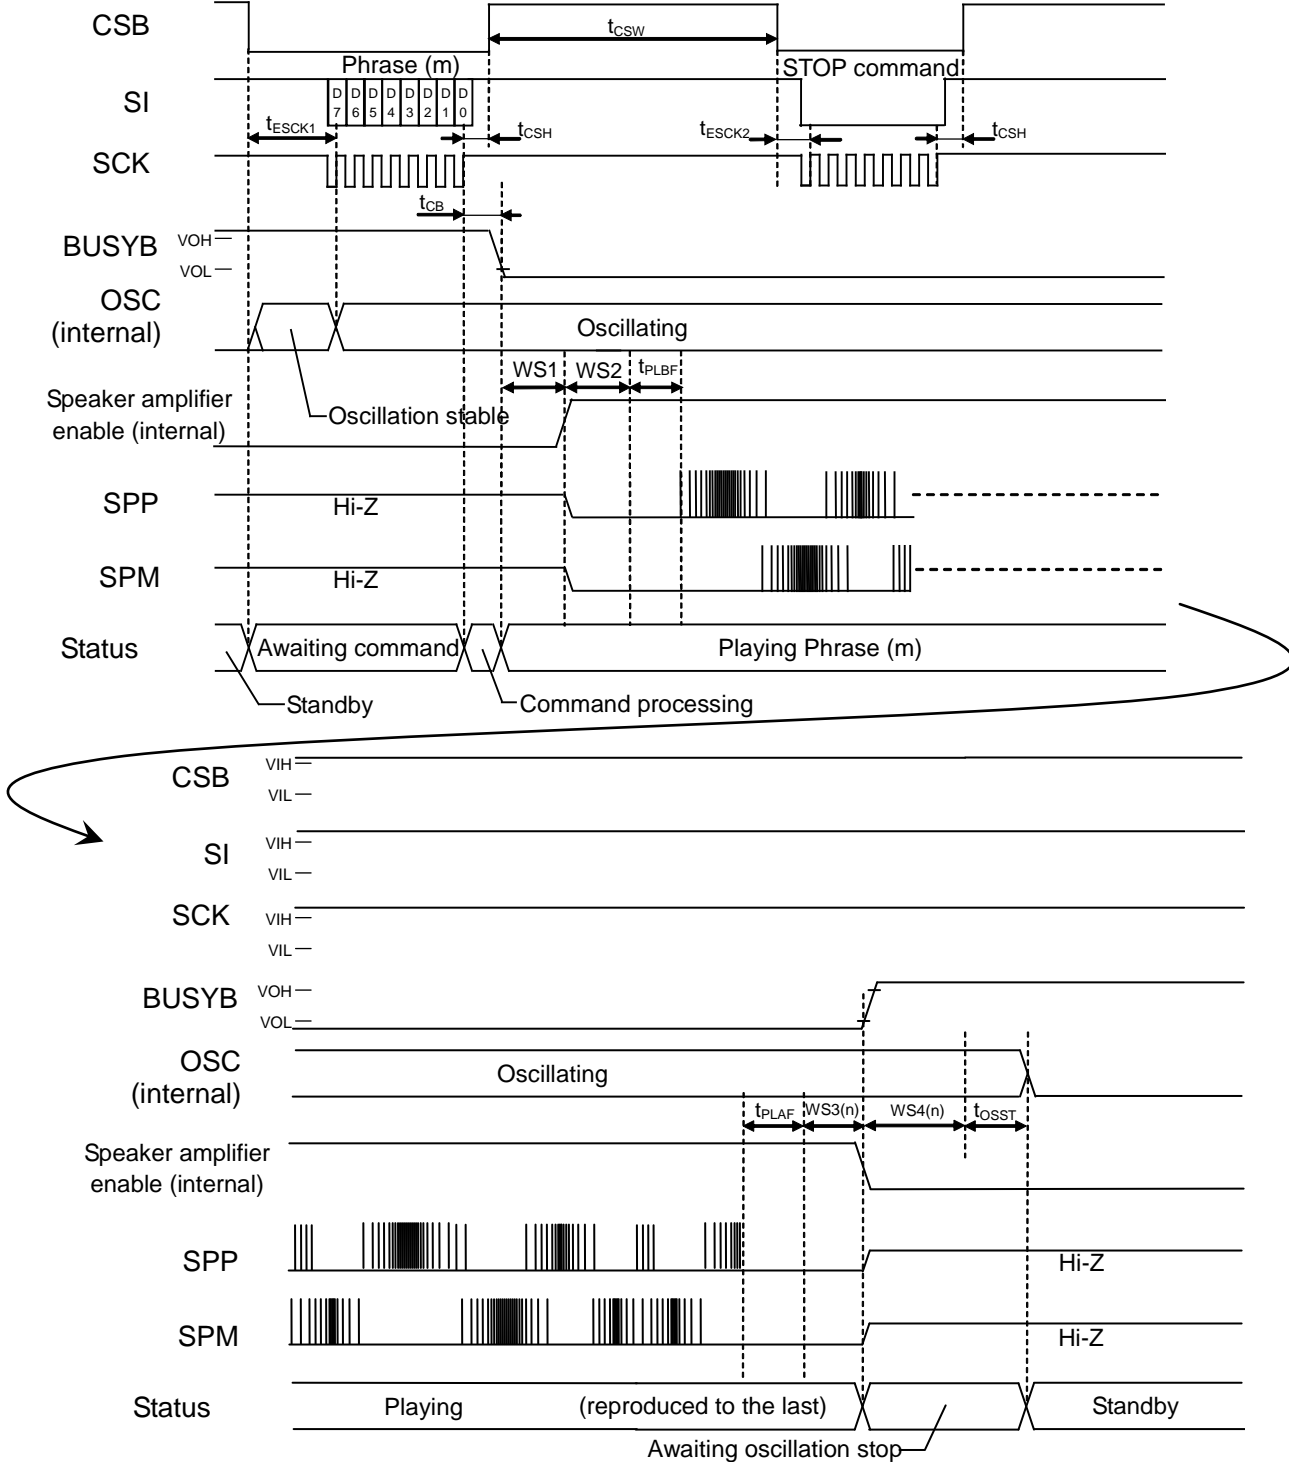 CSB
tCSW
Phrase (m)
STOP command
SI
D7 D6 D5 D4 D3 D2 D1 D0
tESCK1
tCSH
tESCK2
tCSH
SCK
tCB
BUSYB
VOH
VOL
OSC
(internal)
Oscillating
WS1
WS2
tPLBF
Speaker amplifier
enable (internal)
Oscillation stable
SPP
Hi-Z
SPM
Hi-Z
Status
Awaiting command
Playing Phrase (m)
Standby
Command processing
CSB
VIH
VIL
SI
VIH
VIL
SCK
VIH
VIL
BUSYB
VOH
VOL
OSC
(internal)
Oscillating
tPLAF
WS3(n)
WS4(n)
tOSST
Speaker amplifier
enable (internal)
SPP
Hi-Z
SPM
Hi-Z
Status
Playing
(reproduced to the last)
Standby
Awaiting oscillation stop